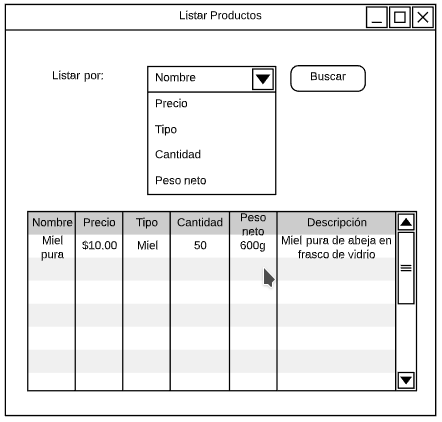 Listar Productos
Listar por:
Nombre
Buscar
Precio
Tipo
Cantidad
Peso neto
Nombre Precio Tipo Cantidad Peso neto Descripción
Miel pura $10.00 Miel 50 600g Miel pura de abeja en frasco de vidrio